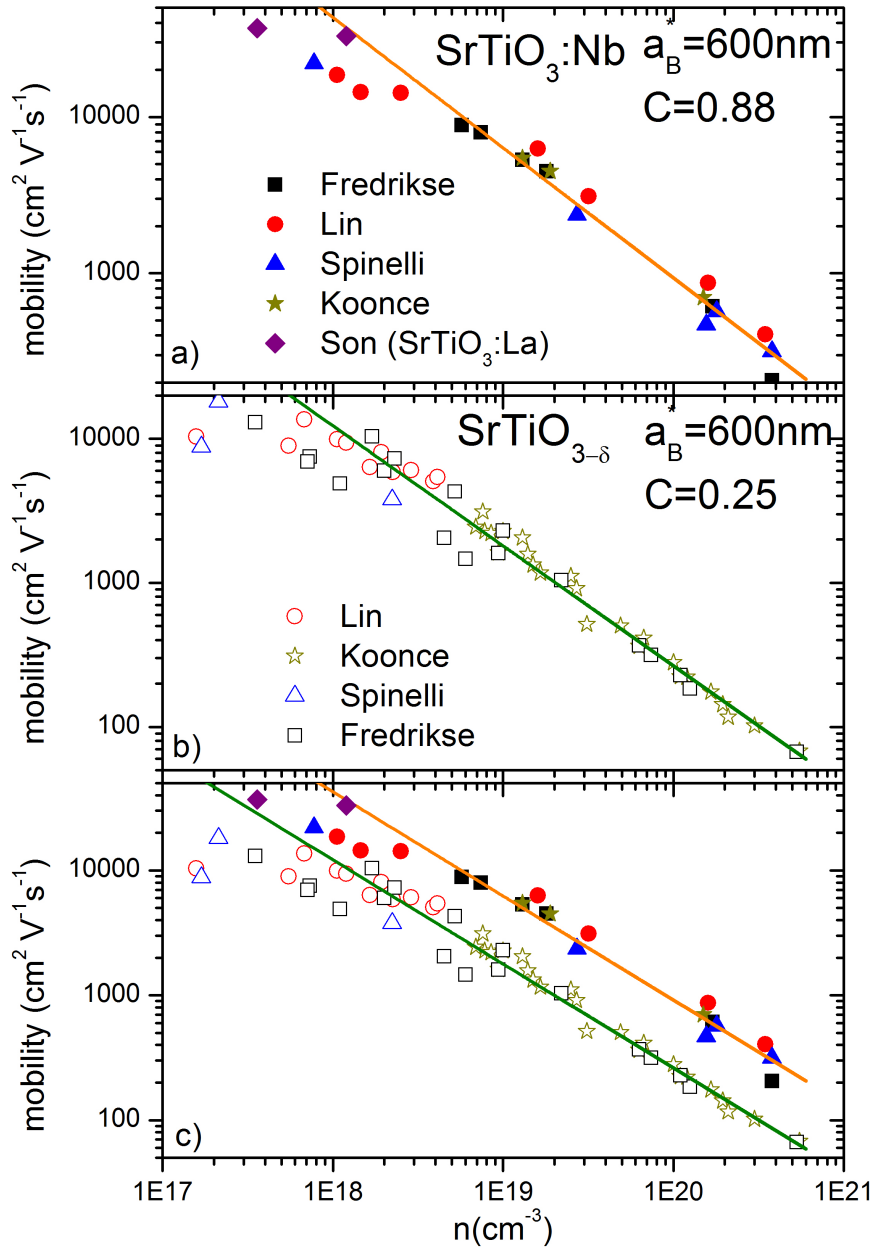 SrTiO₃:Nb a*_B=600nm
C=0.88
10000
1000
mobility (cm² V⁻¹s⁻¹)
Fredrikse
Lin
Spinelli
Koonce
Son (SrTiO₃:La)
a)
SrTiO₃₋δ a*_B=600nm
C=0.25
10000
1000
100
mobility (cm² V⁻¹s⁻¹)
Lin
Koonce
Spinelli
Fredrikse
b)
10000
1000
100
mobility (cm² V⁻¹s⁻¹)
c)
1E17 1E18 1E19 1E20 1E21
n(cm⁻³)